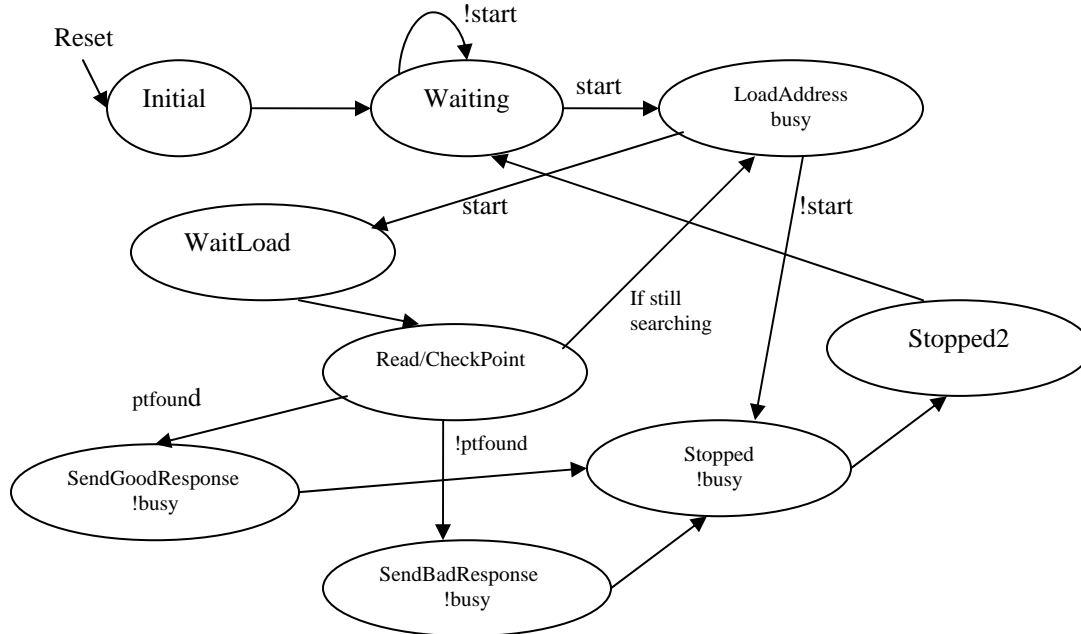 !start
Reset
Initial
Waiting
start
LoadAddress
busy
start
!start
WaitLoad
If still
searching
Stopped2
Read/CheckPoint
ptfound
!ptfound
SendGoodResponse
!busy
Stopped
!busy
SendBadResponse
!busy